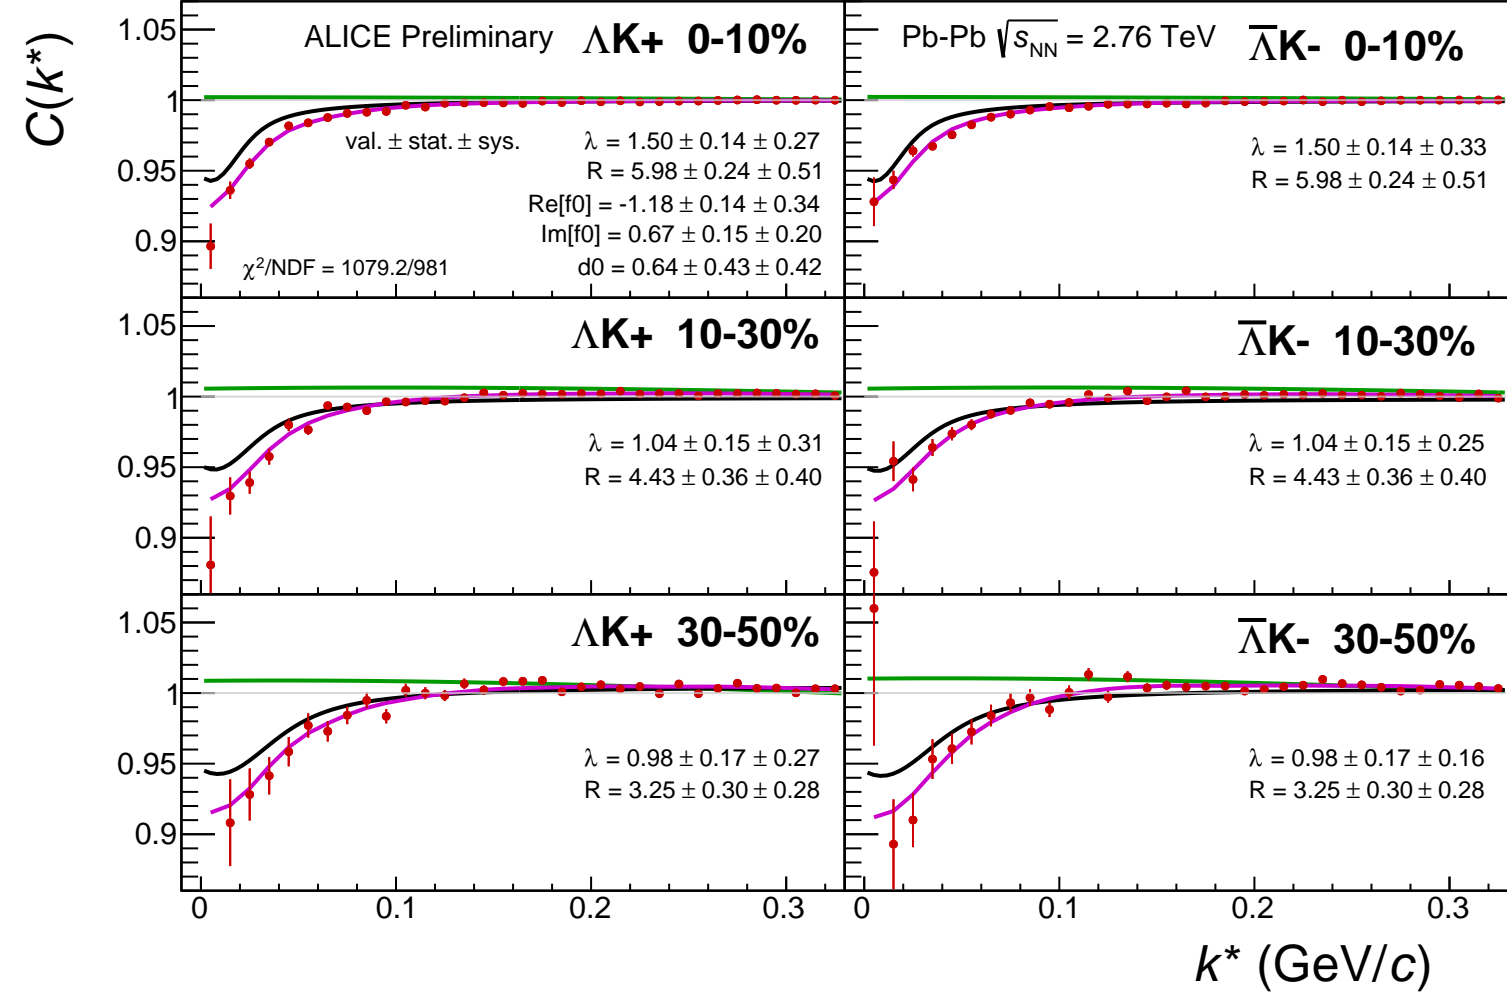 C(k*)
ALICE Preliminary ΛK+ 0-10%
val. ± stat. ± sys.
λ = 1.50 ± 0.14 ± 0.27
R = 5.98 ± 0.24 ± 0.51
Re[f0] = -1.18 ± 0.14 ± 0.34
Im[f0] = 0.67 ± 0.15 ± 0.20
χ²/NDF = 1079.2/981
d0 = 0.64 ± 0.43 ± 0.42
1.05
1
0.95
0.9
Pb-Pb √s_NN = 2.76 TeV Λ̅K- 0-10%
λ = 1.50 ± 0.14 ± 0.33
R = 5.98 ± 0.24 ± 0.51
ΛK+ 10-30%
λ = 1.04 ± 0.15 ± 0.31
R = 4.43 ± 0.36 ± 0.40
1.05
1
0.95
0.9
Λ̅K- 10-30%
λ = 1.04 ± 0.15 ± 0.25
R = 4.43 ± 0.36 ± 0.40
ΛK+ 30-50%
λ = 0.98 ± 0.17 ± 0.27
R = 3.25 ± 0.30 ± 0.28
1.05
1
0.95
0.9
Λ̅K- 30-50%
λ = 0.98 ± 0.17 ± 0.16
R = 3.25 ± 0.30 ± 0.28
0 0.1 0.2 0.3
0 0.1 0.2 0.3
k* (GeV/c)